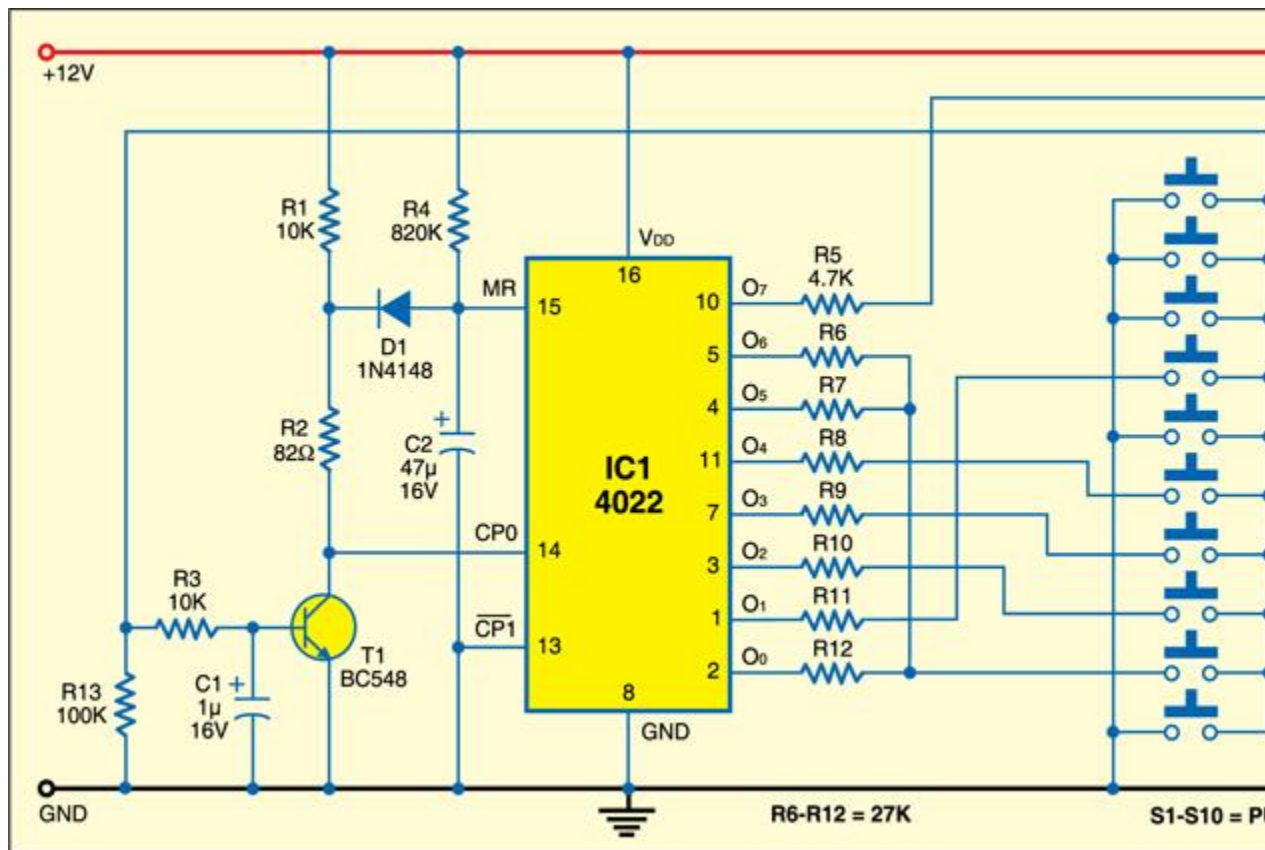 +12V
R1
10K
R4
820K
D1
1N4148
R2
82Ω
+
C2
47µ
16V
R3
10K
R13
100K
C1
+
1µ
16V
T1
BC548
MR
CP0
CP1
VDD
16
15
14
13
8
GND
IC1
4022
10
5
4
11
7
3
1
2
O7
O6
O5
O4
O3
O2
O1
O0
R5
4.7K
R6
R7
R8
R9
R10
R11
R12
GND
R6-R12 = 27K
S1-S10 =